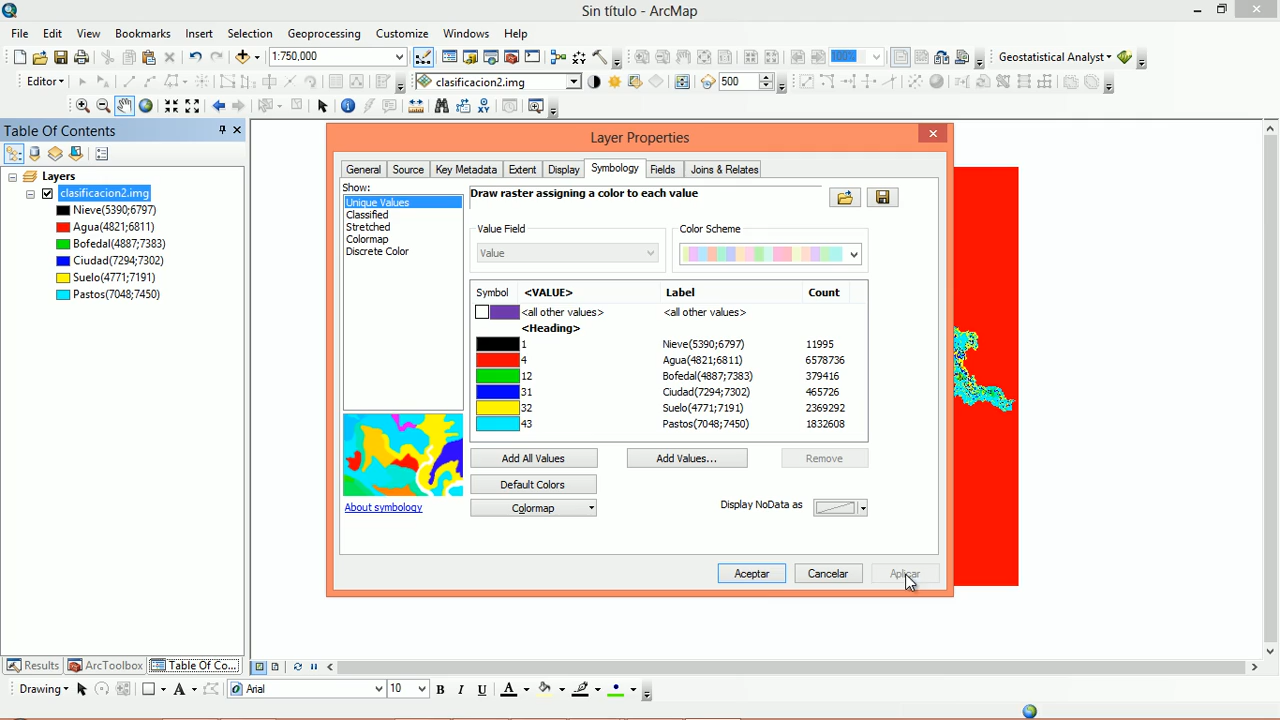 Sin título - ArcMap
File Edit View Bookmarks Insert Selection Geoprocessing Customize Windows Help
1:750,000 100% Geostatistical Analyst
Editor clasificacion2.img 500
Table Of Contents
Layers
clasificacion2.img
Nieve(5390;6797)
Agua(4821;6811)
Bofedal(4887;7383)
Ciudad(7294;7302)
Suelo(4771;7191)
Pastos(7048;7450)
Layer Properties
General Source Key Metadata Extent Display Symbology Fields Joins & Relates
Show:
Unique Values
Classified
Stretched
Colormap
Discrete Color
About symbology
Draw raster assigning a color to each value
Value Field
Value
Color Scheme
Symbol <VALUE> Label Count
<all other values> <all other values>
<Heading>
1 Nieve(5390;6797) 11995
4 Agua(4821;6811) 6578736
12 Bofedal(4887;7383) 379416
31 Ciudad(7294;7302) 465726
32 Suelo(4771;7191) 2369292
43 Pastos(7048;7450) 1832608
Add All Values Add Values... Remove
Default Colors
Colormap Display NoData as
Aceptar Cancelar Aplicar
Results ArcToolbox Table Of Co...
Drawing A Arial 10 B I U A